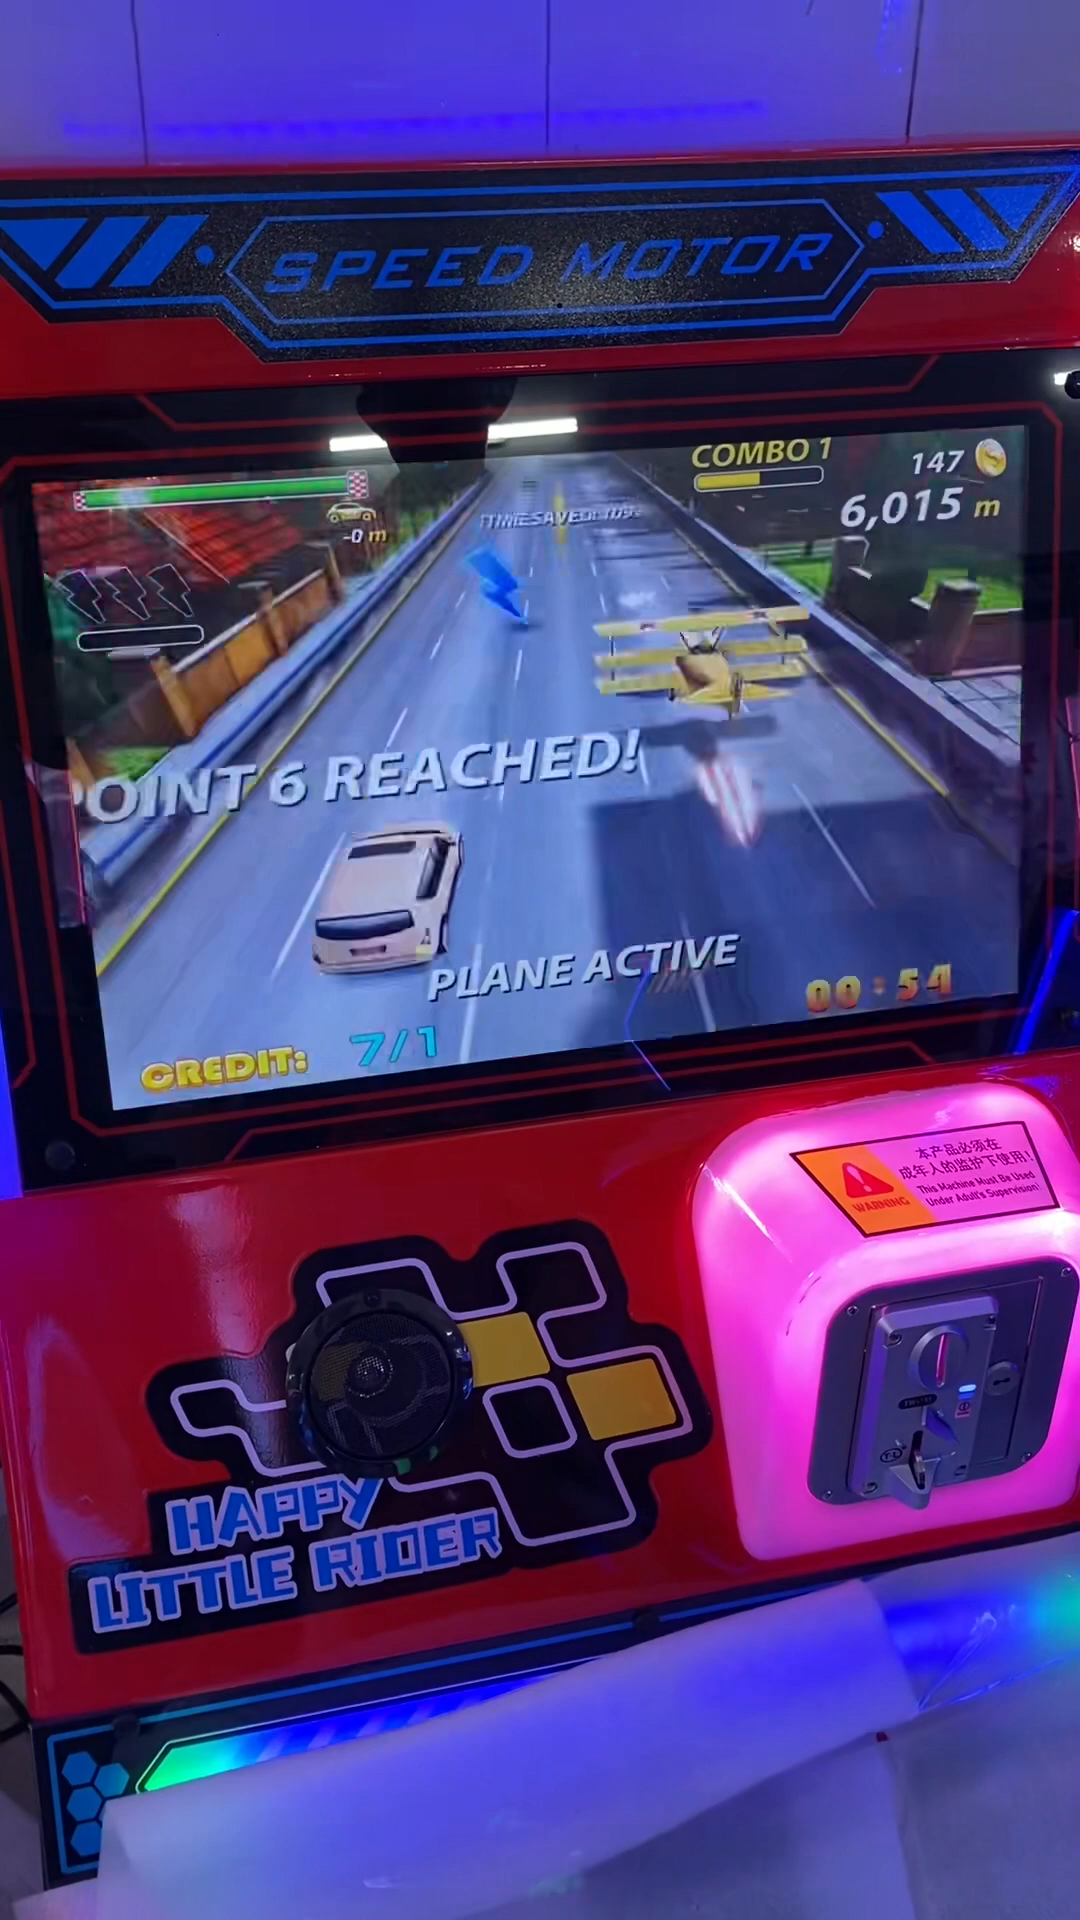 SPEED MOTOR
COMBO 1
147
6,015 m
-0 m
POINT 6 REACHED!
PLANE ACTIVE
00:54
CREDIT: 7/1
本产品必须在
成年人的监护下使用!
This Machine Must Be Used
Under Adult's Supervision!
WARNING
HAPPY
LITTLE RIDER